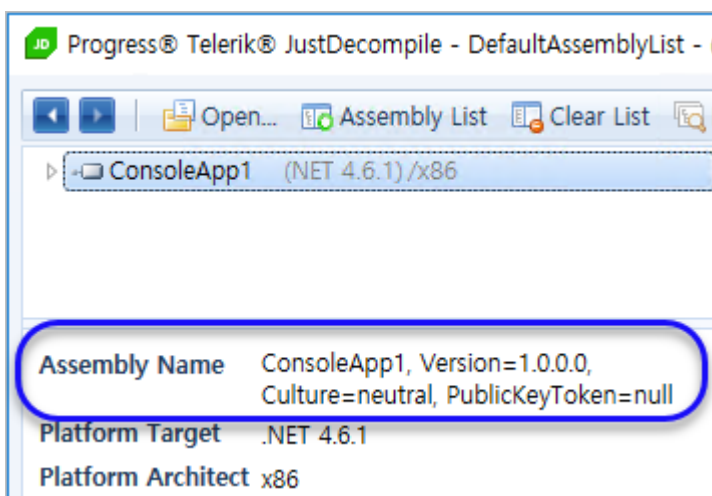 JD Progress® Telerik® JustDecompile - DefaultAssemblyList -
Open... Assembly List Clear List
ConsoleApp1 (NET 4.6.1) /x86
Assembly Name ConsoleApp1, Version=1.0.0.0,
Culture=neutral, PublicKeyToken=null
Platform Target .NET 4.6.1
Platform Architect x86